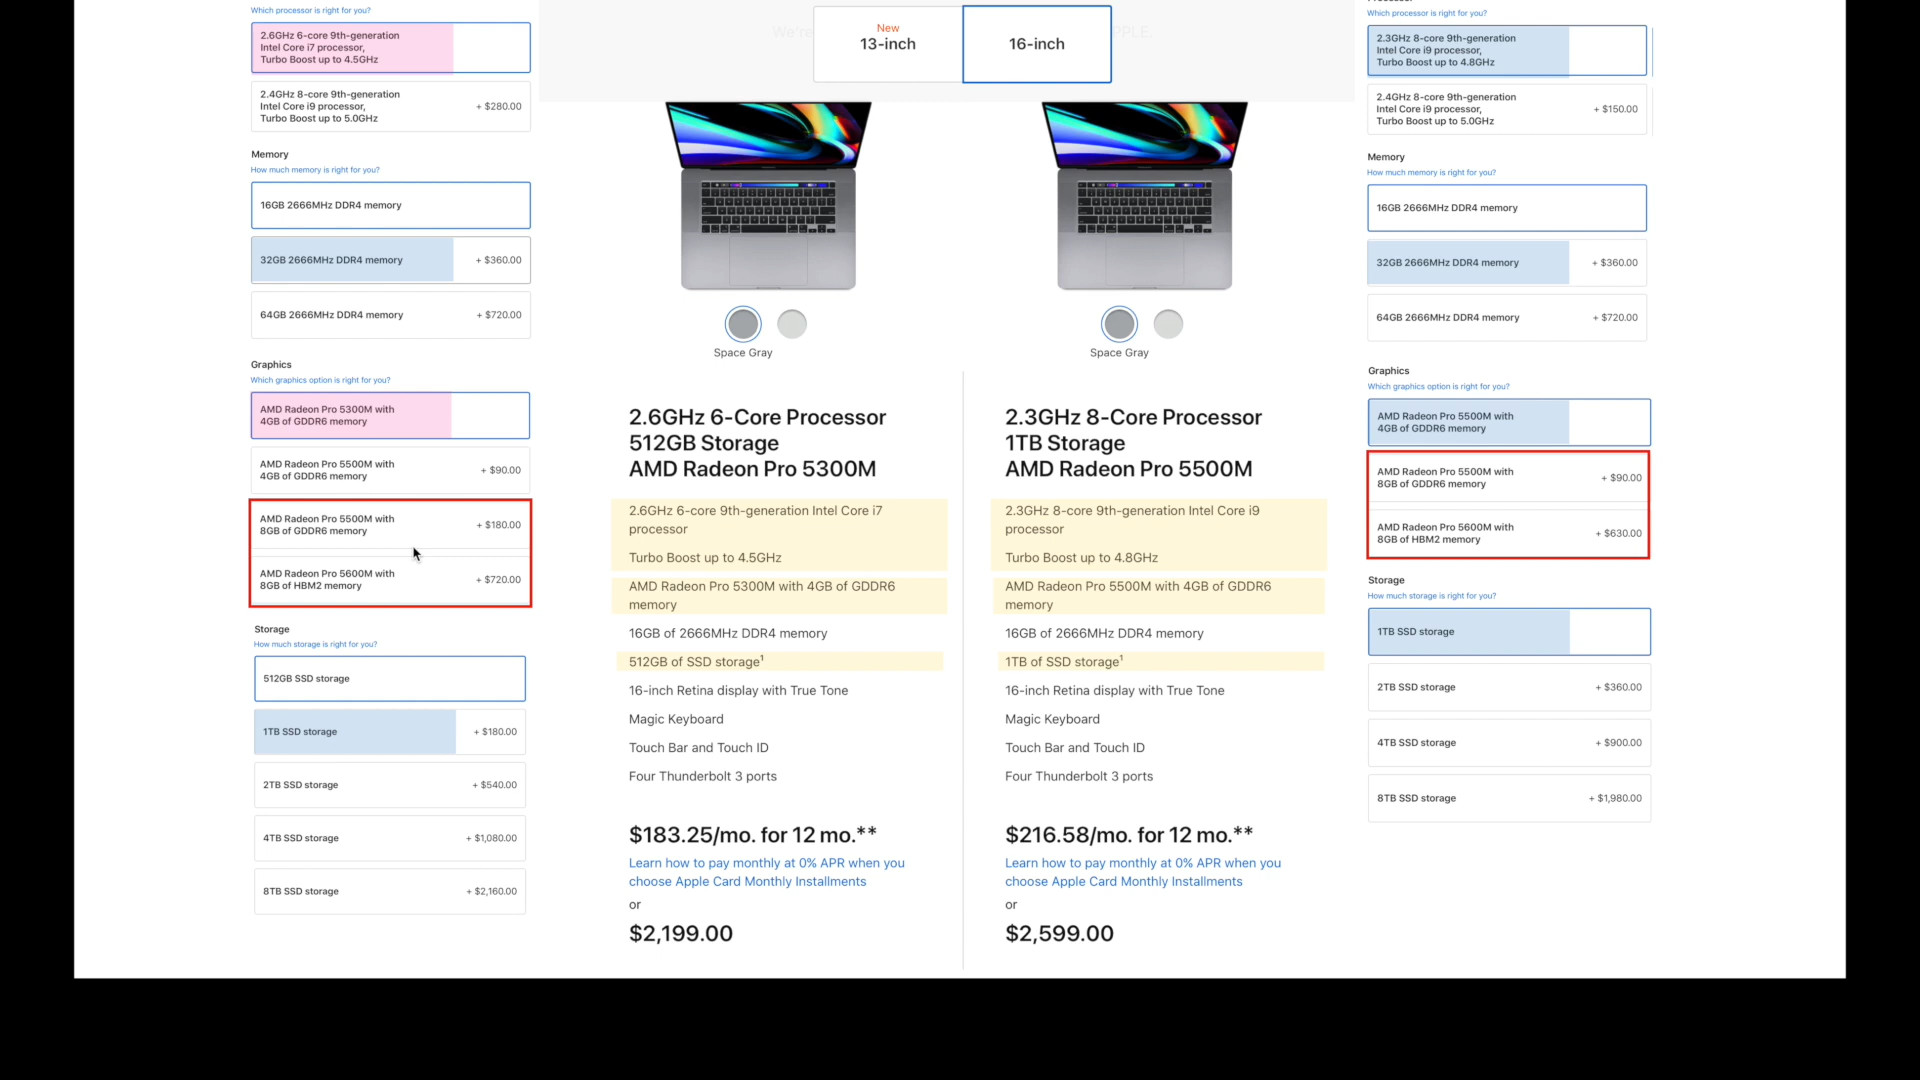 Which processor is right for you?
2.6GHz 6-core 9th-generation
Intel Core i7 processor,
Turbo Boost up to 4.5GHz
2.4GHz 8-core 9th-generation
Intel Core i9 processor,
Turbo Boost up to 5.0GHz
+ $280.00
Memory
How much memory is right for you?
16GB 2666MHz DDR4 memory
32GB 2666MHz DDR4 memory
+ $360.00
64GB 2666MHz DDR4 memory
+ $720.00
Graphics
Which graphics option is right for you?
AMD Radeon Pro 5300M with
4GB of GDDR6 memory
AMD Radeon Pro 5500M with
4GB of GDDR6 memory
+ $90.00
AMD Radeon Pro 5500M with
8GB of GDDR6 memory
+ $180.00
AMD Radeon Pro 5600M with
8GB of HBM2 memory
+ $720.00
Storage
How much storage is right for you?
512GB SSD storage
1TB SSD storage
+ $180.00
2TB SSD storage
+ $540.00
4TB SSD storage
+ $1,080.00
8TB SSD storage
+ $2,160.00
New
13-inch
16-inch
Space Gray
2.6GHz 6-Core Processor
512GB Storage
AMD Radeon Pro 5300M
2.6GHz 6-core 9th-generation Intel Core i7
processor
Turbo Boost up to 4.5GHz
AMD Radeon Pro 5300M with 4GB of GDDR6
memory
16GB of 2666MHz DDR4 memory
512GB of SSD storage¹
16-inch Retina display with True Tone
Magic Keyboard
Touch Bar and Touch ID
Four Thunderbolt 3 ports
$183.25/mo. for 12 mo.**
Learn how to pay monthly at 0% APR when you
choose Apple Card Monthly Installments
or
$2,199.00
Space Gray
2.3GHz 8-Core Processor
1TB Storage
AMD Radeon Pro 5500M
2.3GHz 8-core 9th-generation Intel Core i9
processor
Turbo Boost up to 4.8GHz
AMD Radeon Pro 5500M with 4GB of GDDR6
memory
16GB of 2666MHz DDR4 memory
1TB of SSD storage¹
16-inch Retina display with True Tone
Magic Keyboard
Touch Bar and Touch ID
Four Thunderbolt 3 ports
$216.58/mo. for 12 mo.**
Learn how to pay monthly at 0% APR when you
choose Apple Card Monthly Installments
or
$2,599.00
Which processor is right for you?
2.3GHz 8-core 9th-generation
Intel Core i9 processor,
Turbo Boost up to 4.8GHz
2.4GHz 8-core 9th-generation
Intel Core i9 processor,
Turbo Boost up to 5.0GHz
+ $150.00
Memory
How much memory is right for you?
16GB 2666MHz DDR4 memory
32GB 2666MHz DDR4 memory
+ $360.00
64GB 2666MHz DDR4 memory
+ $720.00
Graphics
Which graphics option is right for you?
AMD Radeon Pro 5500M with
4GB of GDDR6 memory
AMD Radeon Pro 5500M with
8GB of GDDR6 memory
+ $90.00
AMD Radeon Pro 5600M with
8GB of HBM2 memory
+ $630.00
Storage
How much storage is right for you?
1TB SSD storage
2TB SSD storage
+ $360.00
4TB SSD storage
+ $900.00
8TB SSD storage
+ $1,980.00